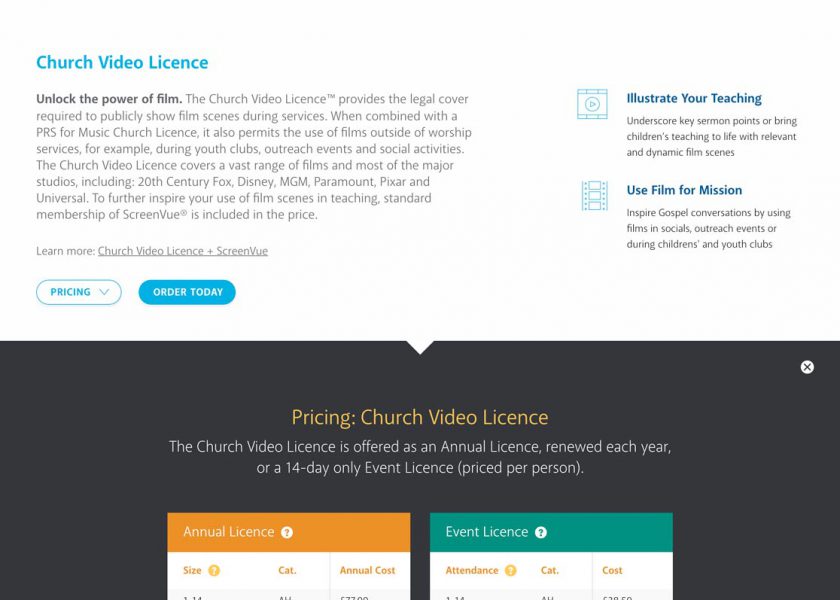 Church Video Licence
Unlock the power of film. The Church Video Licence™ provides the legal cover
required to publicly show film scenes during services. When combined with a
PRS for Music Church Licence, it also permits the use of films outside of worship
services, for example, during youth clubs, outreach events and social activities.
The Church Video Licence covers a vast range of films and most of the major
studios, including: 20th Century Fox, Disney, MGM, Paramount, Pixar and
Universal. To further inspire your use of film scenes in teaching, standard
membership of ScreenVue® is included in the price.
Learn more: Church Video Licence + ScreenVue
PRICING
ORDER TODAY
Illustrate Your Teaching
Underscore key sermon points or bring
children's teaching to life with relevant
and dynamic film scenes
Use Film for Mission
Inspire Gospel conversations by using
films in socials, outreach events or
during childrens' and youth clubs
Pricing: Church Video Licence
The Church Video Licence is offered as an Annual Licence, renewed each year,
or a 14-day only Event Licence (priced per person).
Annual Licence ?
Size ? Cat. Annual Cost
Event Licence ?
Attendance ? Cat. Cost